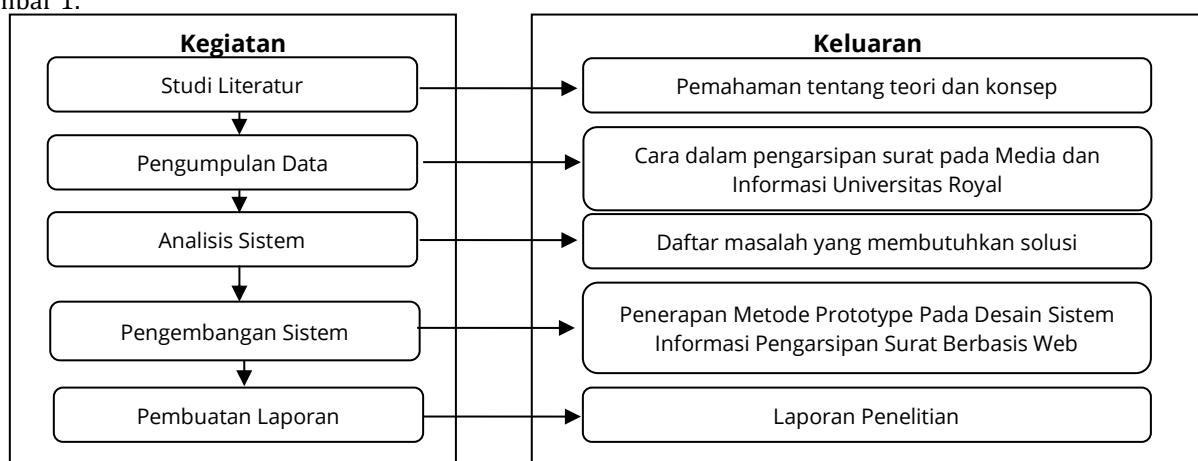 Kegiatan
Keluaran
Studi Literatur
Pemahaman tentang teori dan konsep
Pengumpulan Data
Cara dalam pengarsipan surat pada Media dan
Informasi Universitas Royal
Analisis Sistem
Daftar masalah yang membutuhkan solusi
Pengembangan Sistem
Penerapan Metode Prototype Pada Desain Sistem
Informasi Pengarsipan Surat Berbasis Web
Pembuatan Laporan
Laporan Penelitian